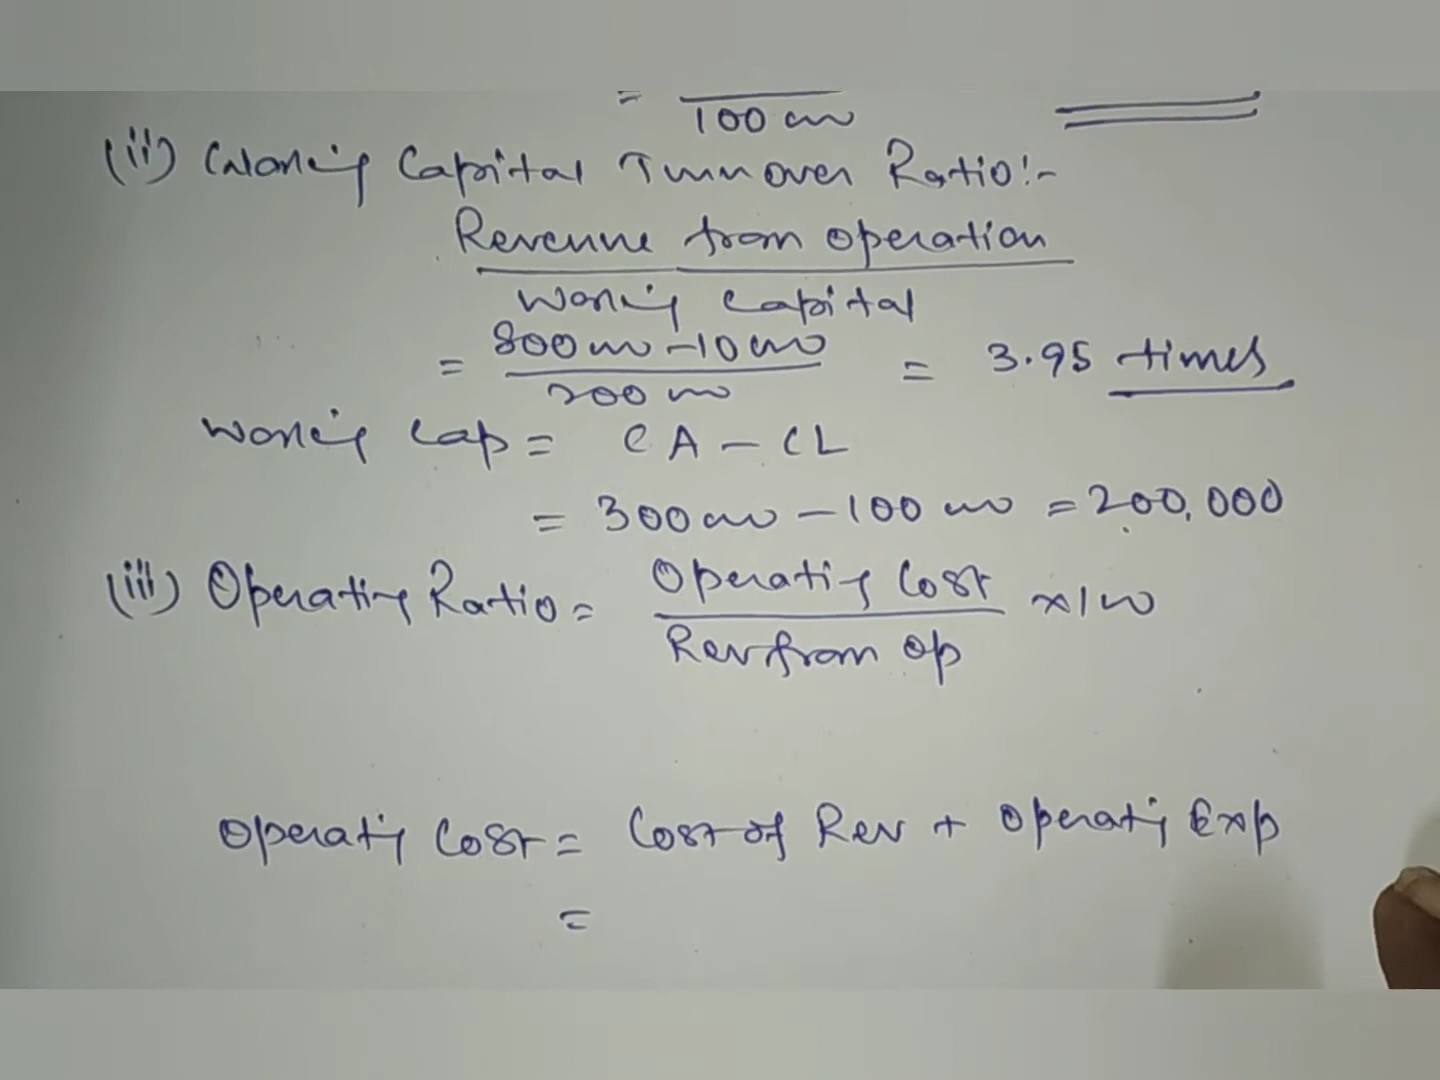 = 100000
(ii) Working Capital Turnover Ratio:-
Revenue from operation
Working Capital
= 800000-10000 = 3.95 times
200000
Working Cap = CA - CL
= 300000 - 100000 = 200,000
(iii) Operating Ratio = Operating Cost ×100
Rev from Op
Operating Cost = Cost of Rev + Operating Exp
=